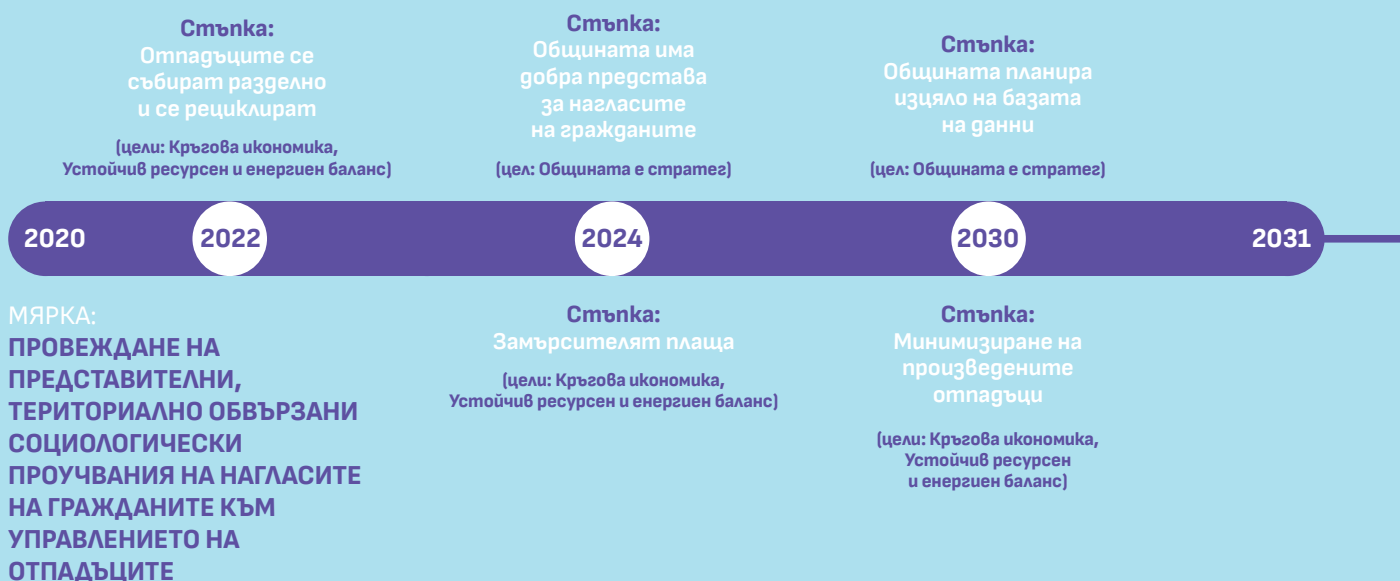 Стъпка:
Отпадъците се
събират разделно
и се рециклират
(цели: Кръгова икономика,
Устойчив ресурсен и енергиен баланс)
Стъпка:
Общината има
добра представа
за нагласите
на гражданите
(цел: Общината е стратег)
Стъпка:
Общината планира
изцяло на базата
на данни
(цел: Общината е стратег)
2020
2022
2024
2030
2031
МЯРКА:
ПРОВЕЖДАНЕ НА
ПРЕДСТАВИТЕЛНИ,
ТЕРИТОРИАЛНО ОБВЪРЗАНИ
СОЦИОЛОГИЧЕСКИ
ПРОУЧВАНИЯ НА НАГЛАСИТЕ
НА ГРАЖДАНИТЕ КЪМ
УПРАВЛЕНИЕТО НА
ОТПАДЪЦИТЕ
Стъпка:
Замърсителят плаща
(цели: Кръгова икономика,
Устойчив ресурсен и енергиен баланс)
Стъпка:
Минимизиране на
произведените
отпадъци
(цели: Кръгова икономика,
Устойчив ресурсен
и енергиен баланс)